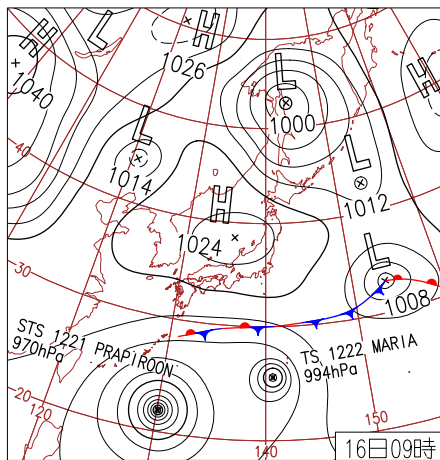 H
L
H
1026
1040
L
1000
H
L
1014
L
1012
H
1024
L
1008
40
30
20
120
140
150
STS 1221 PRAPIROON
970hPa
TS 1222 MARIA
994hPa
16日09時